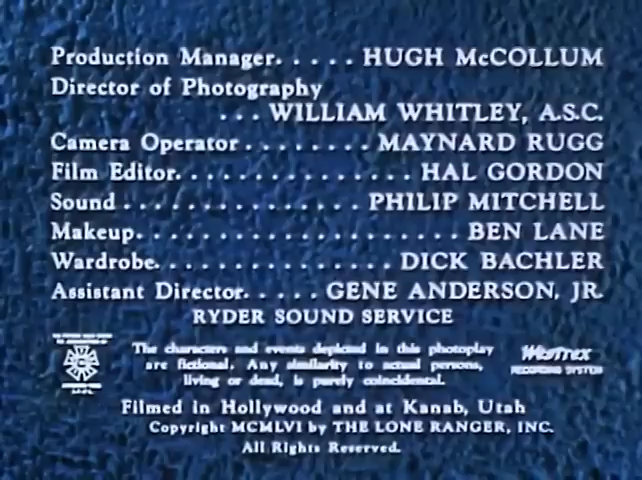 Production Manager. . . . . HUGH McCOLLUM
Director of Photography
. . . WILLIAM WHITLEY, A.S.C.
Camera Operator . . . . . . . . MAYNARD RUGG
Film Editor. . . . . . . . . . . . . . . HAL GORDON
Sound . . . . . . . . . . . . . . . PHILIP MITCHELL
Makeup. . . . . . . . . . . . . . . . . . . . BEN LANE
Wardrobe. . . . . . . . . . . . . . . DICK BACHLER
Assistant Director. . . . . GENE ANDERSON, JR.
RYDER SOUND SERVICE
The characters and events depicted in this photoplay
are fictional. Any similarity to actual persons,
living or dead, is purely coincidental.
WESTREX
RECORDING SYSTEM
Filmed in Hollywood and at Kanab, Utah
Copyright MCMLVI by THE LONE RANGER, INC.
All Rights Reserved.